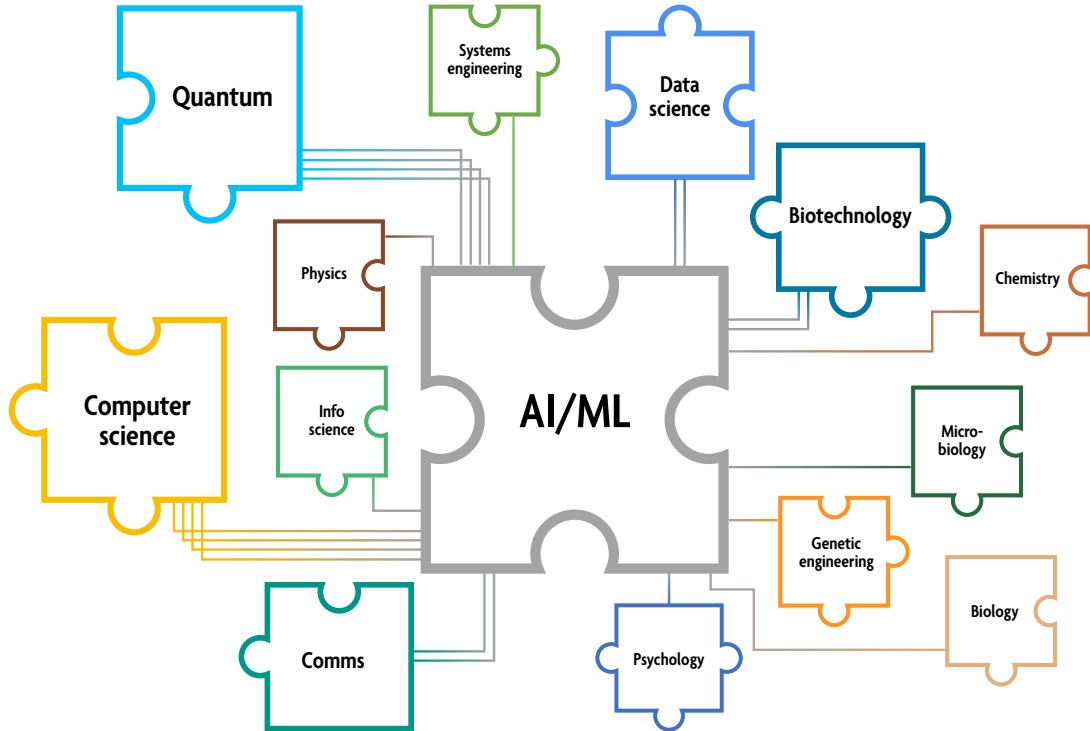 Quantum
Systems
engineering
Data
science
Biotechnology
Physics
Chemistry
Computer
science
Info
science
AI/ML
Micro-
biology
Genetic
engineering
Biology
Comms
Psychology